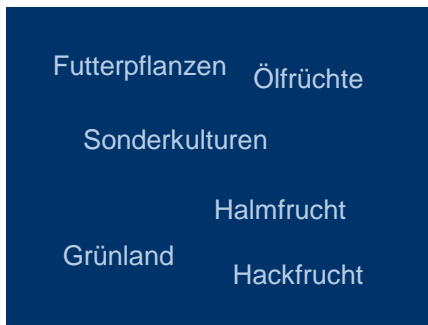 Futterpflanzen
Ölfrüchte
Sonderkulturen
Halmfrucht
Grünland
Hackfrucht